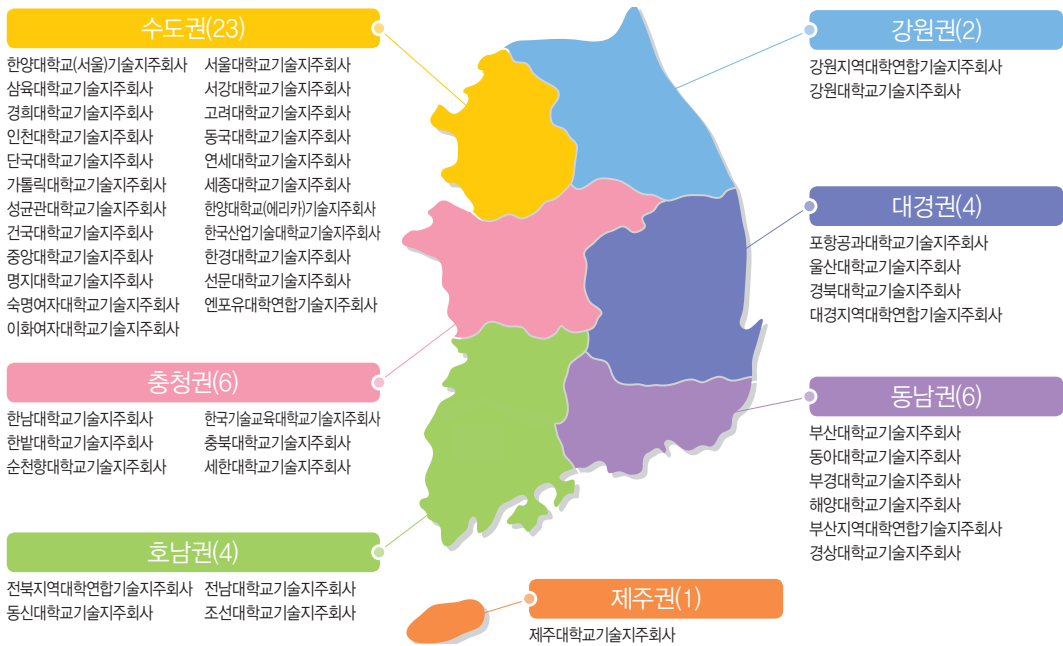 수도권(23)
한양대학교(서울)기술지주회사 서울대학교기술지주회사
삼육대학교기술지주회사 서강대학교기술지주회사
경희대학교기술지주회사 고려대학교기술지주회사
인천대학교기술지주회사 동국대학교기술지주회사
단국대학교기술지주회사 연세대학교기술지주회사
가톨릭대학교기술지주회사 세종대학교기술지주회사
성균관대학교기술지주회사 한양대학교(에리카)기술지주회사
건국대학교기술지주회사 한국산업기술대학교기술지주회사
중앙대학교기술지주회사 한경대학교기술지주회사
명지대학교기술지주회사 선문대학교기술지주회사
숙명여자대학교기술지주회사 엔포유대학연합기술지주회사
이화여자대학교기술지주회사
충청권(6)
한남대학교기술지주회사 한국기술교육대학교기술지주회사
한밭대학교기술지주회사 충북대학교기술지주회사
순천향대학교기술지주회사 세한대학교기술지주회사
호남권(4)
전북지역대학연합기술지주회사 전남대학교기술지주회사
동신대학교기술지주회사 조선대학교기술지주회사
강원권(2)
강원지역대학연합기술지주회사
강원대학교기술지주회사
대경권(4)
포항공과대학교기술지주회사
울산대학교기술지주회사
경북대학교기술지주회사
대경지역대학연합기술지주회사
동남권(6)
부산대학교기술지주회사
동아대학교기술지주회사
부경대학교기술지주회사
해양대학교기술지주회사
부산지역대학연합기술지주회사
경상대학교기술지주회사
제주권(1)
제주대학교기술지주회사